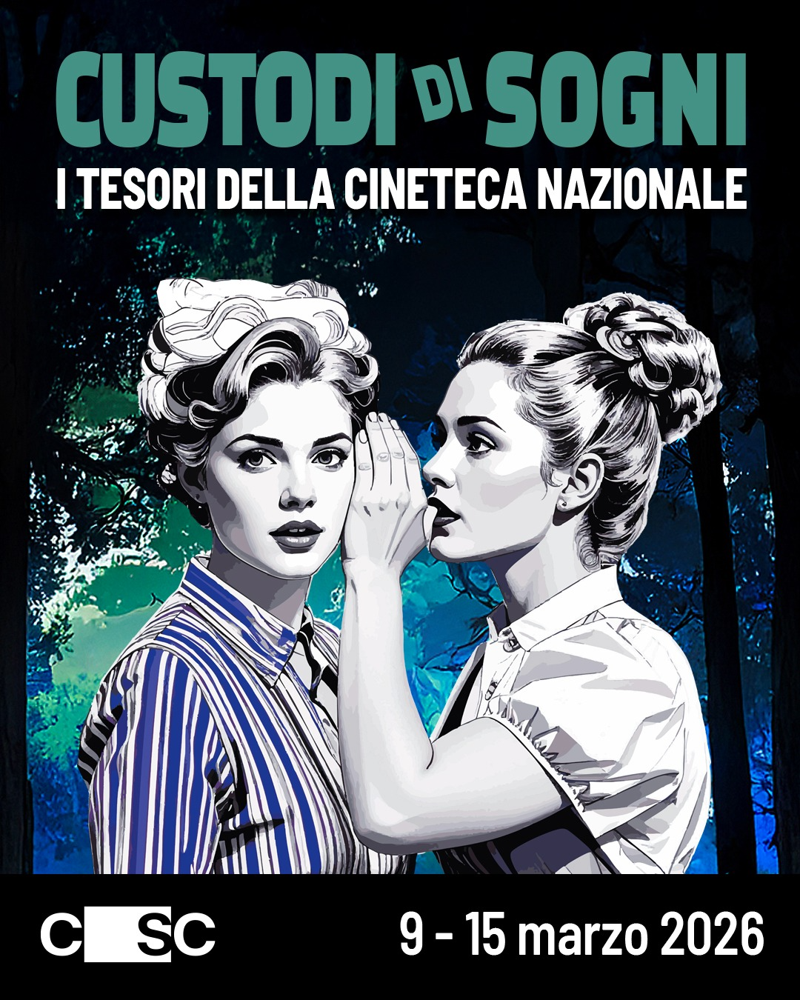 CUSTODI DI SOGNI
I TESORI DELLA CINETECA NAZIONALE
CSC
9 - 15 marzo 2026